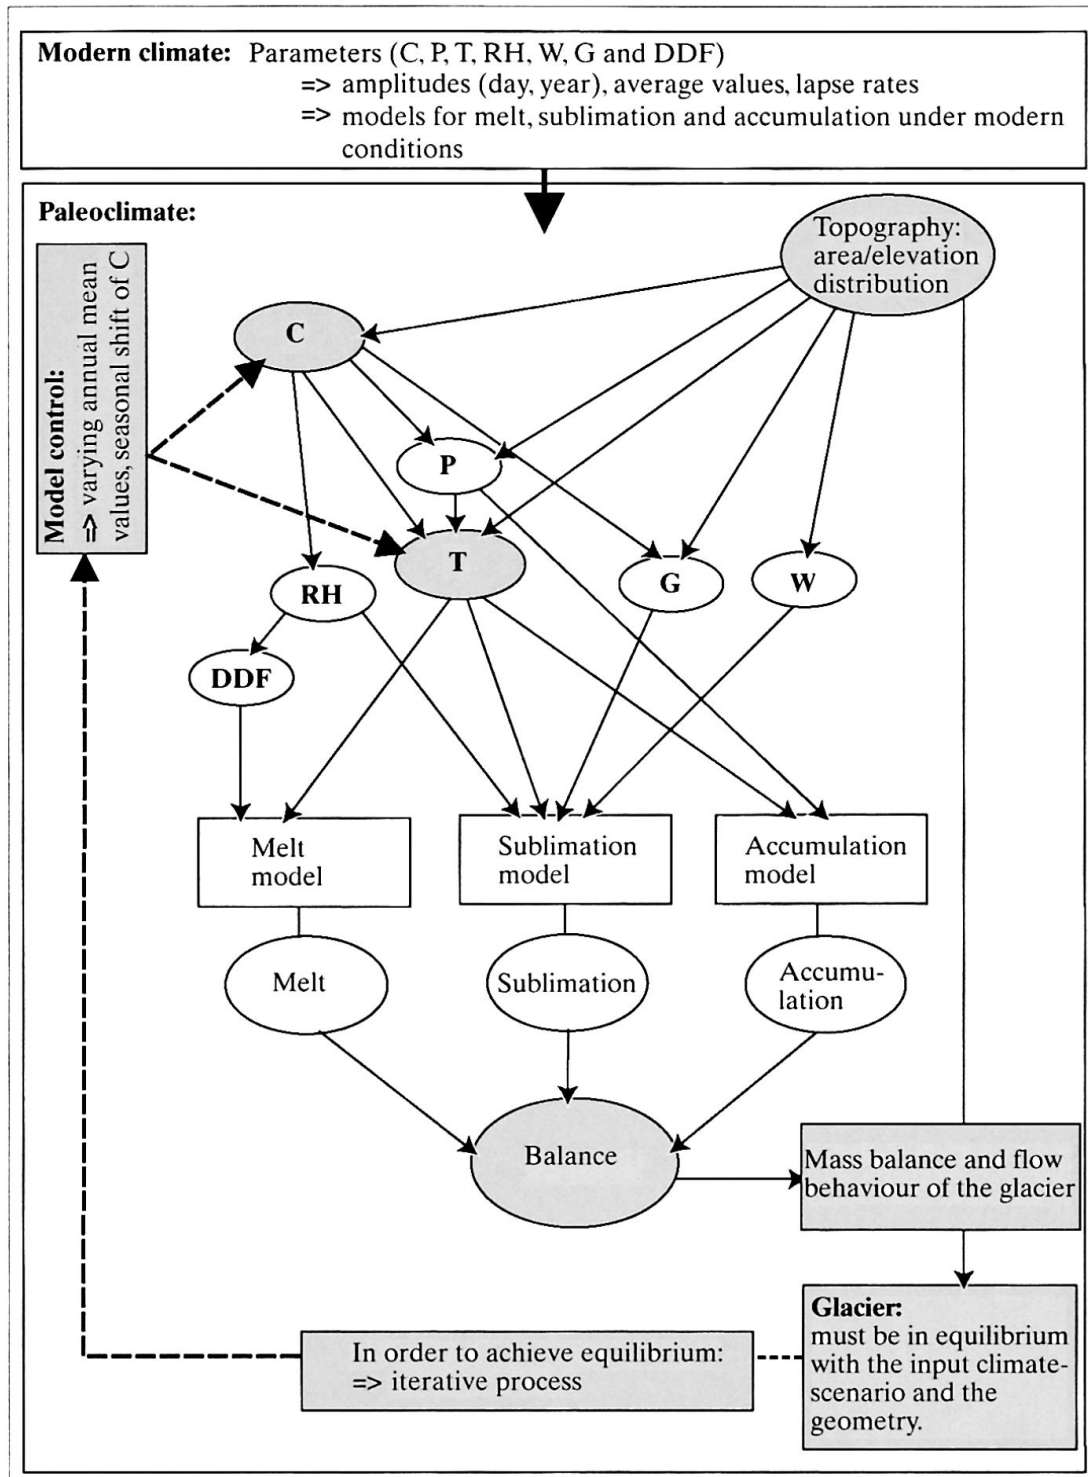 Modern climate: Parameters (C, P, T, RH, W, G and DDF)
=> amplitudes (day, year), average values, lapse rates
=> models for melt, sublimation and accumulation under modern
conditions
Paleoclimate:
Topography:
area/elevation
distribution
Model control:
=> varying annual mean
values, seasonal shift of C
C
P
T
RH
G
W
DDF
Melt
model
Sublimation
model
Accumulation
model
Melt
Sublimation
Accumu-
lation
Balance
Mass balance and flow
behaviour of the glacier
Glacier:
must be in equilibrium
with the input climate-
scenario and the
geometry.
In order to achieve equilibrium:
=> iterative process